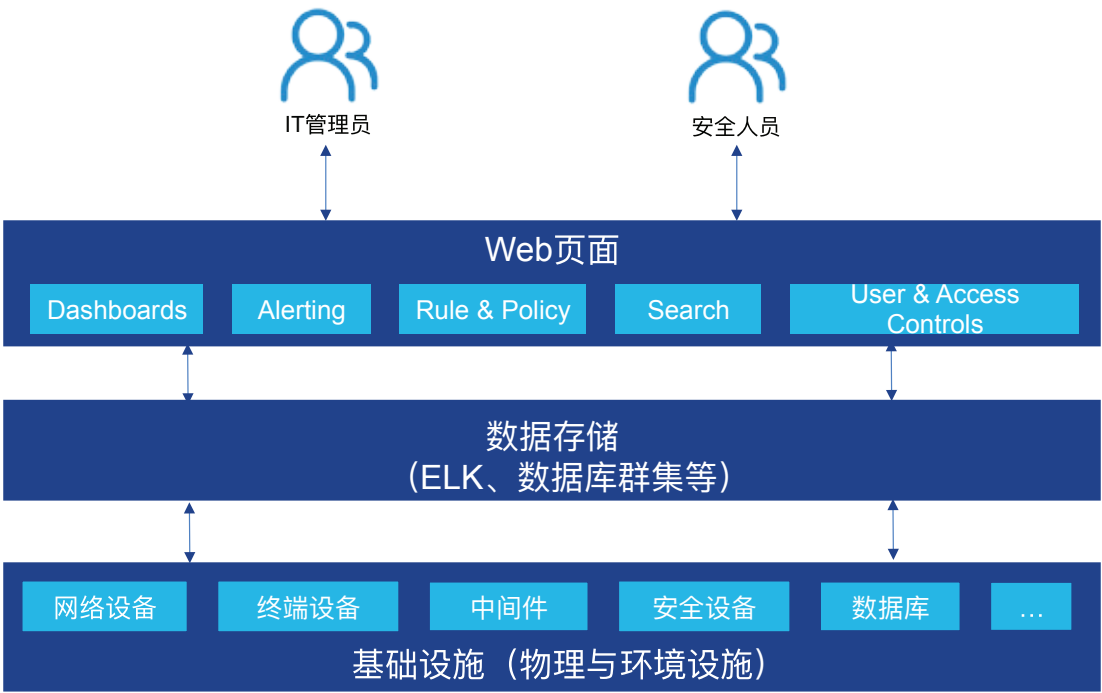 IT管理员
安全人员
Web页面
Dashboards
Alerting
Rule & Policy
Search
User & Access
Controls
数据存储
（ELK、数据库群集等）
网络设备
终端设备
中间件
安全设备
数据库
…
基础设施（物理与环境设施）